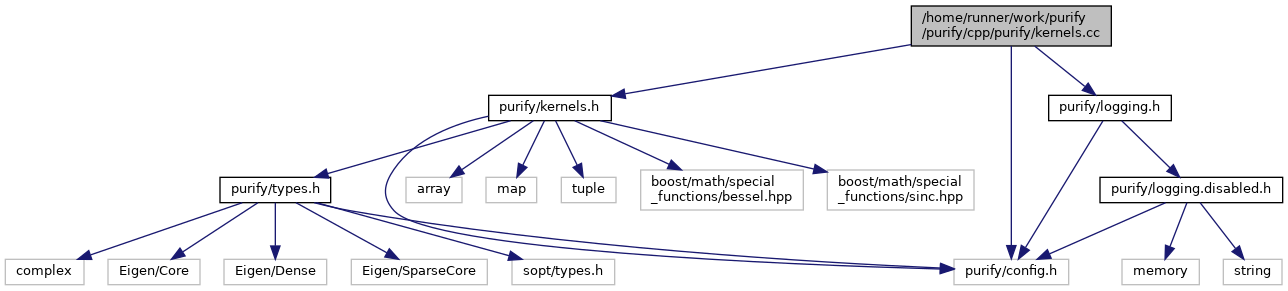 /home/runner/work/purify
/purify/cpp/purify/kernels.cc
purify/kernels.h
purify/logging.h
purify/types.h
array
map
tuple
boost/math/special
_functions/bessel.hpp
boost/math/special
_functions/sinc.hpp
purify/logging.disabled.h
complex
Eigen/Core
Eigen/Dense
Eigen/SparseCore
sopt/types.h
purify/config.h
memory
string